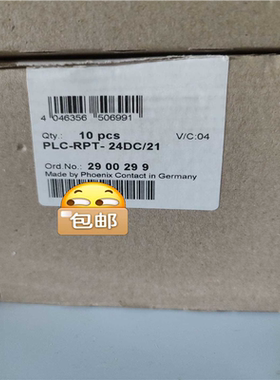 4 046356 506991
Qty.: 10 pcs V/C:04
PLC-RPT- 24DC/21
Ord No.: 29 00 29 9
Made by Phoenix Contact in Germany
包邮